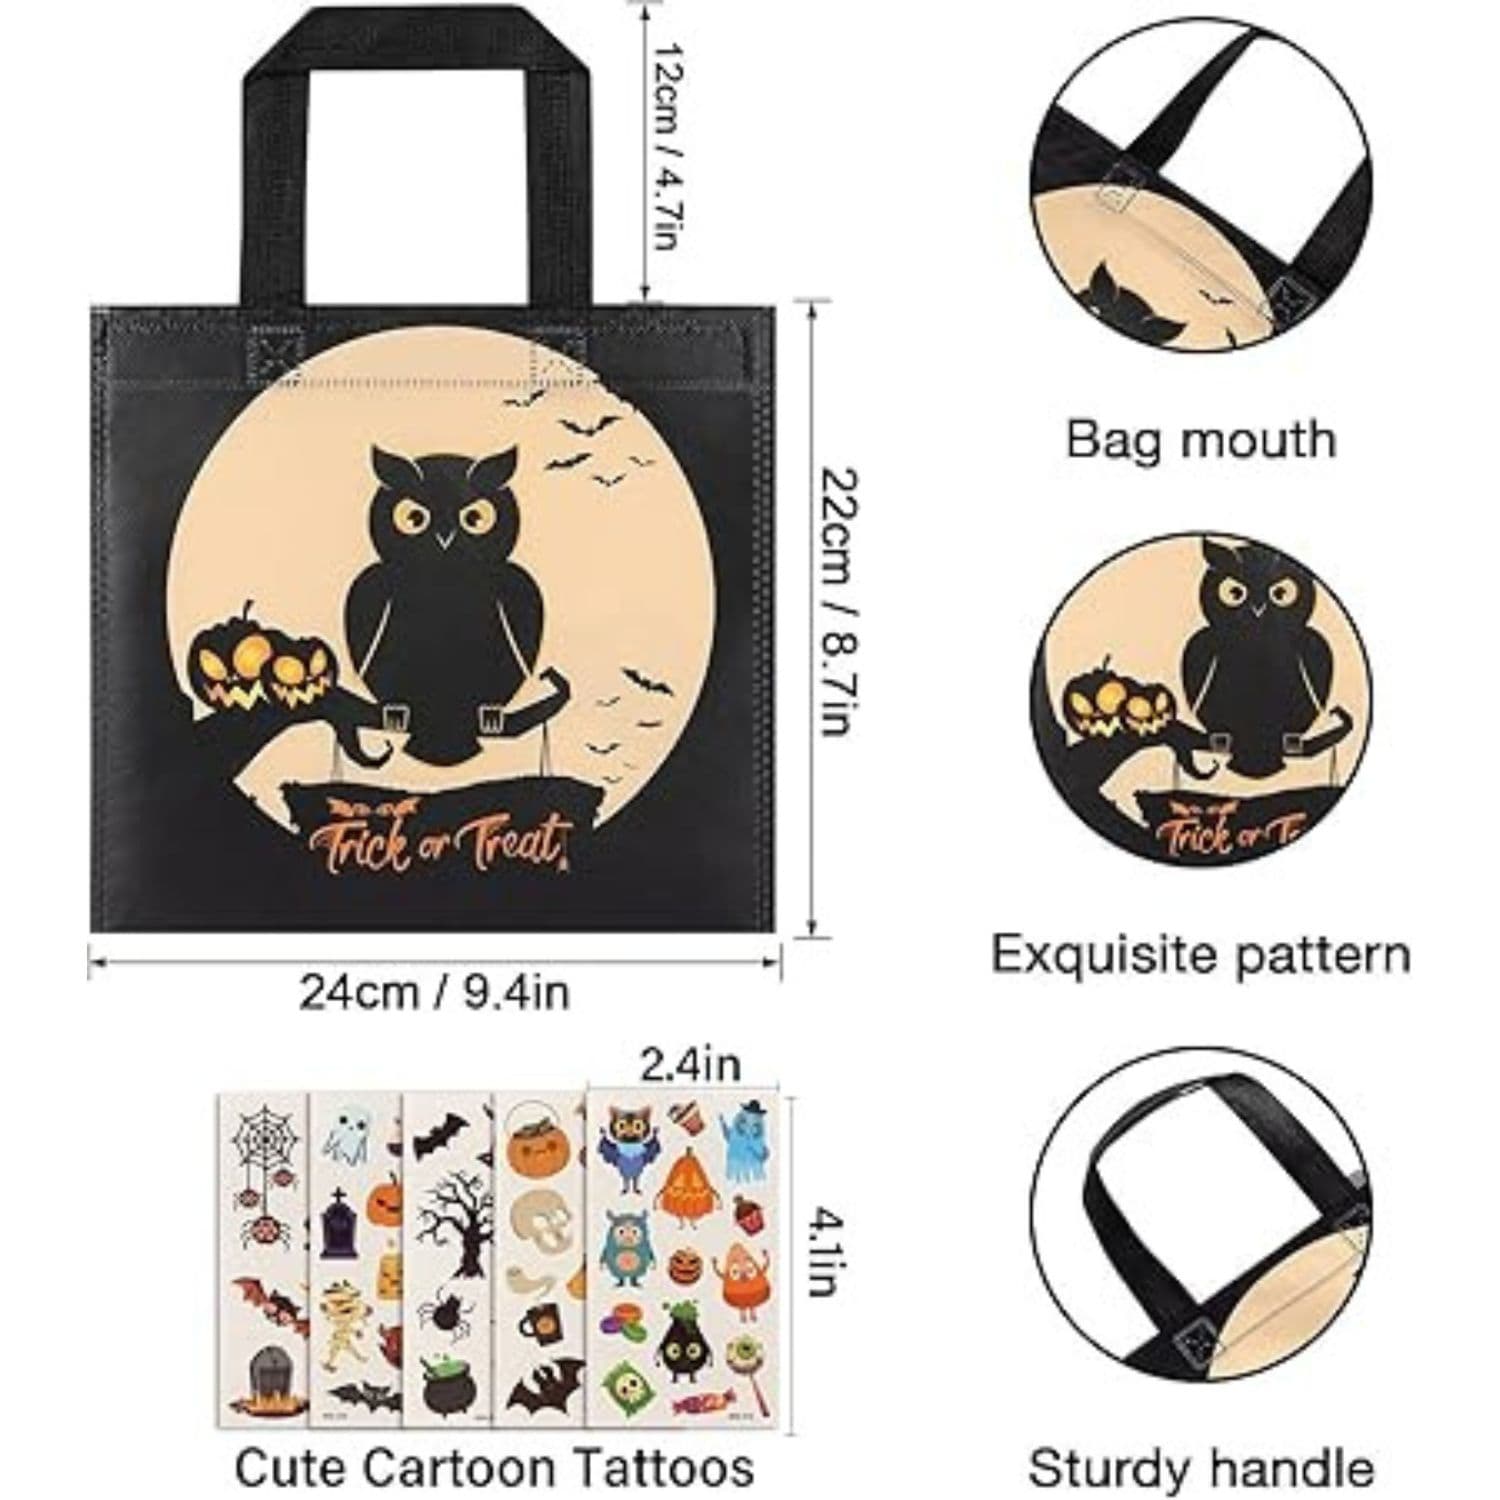 12cm / 4.7in
Bag mouth
22cm / 8.7in
Trick or Treat!
Trick or Tr
Exquisite pattern
24cm / 9.4in
2.4in
4.1in
Cute Cartoon Tattoos
Sturdy handle